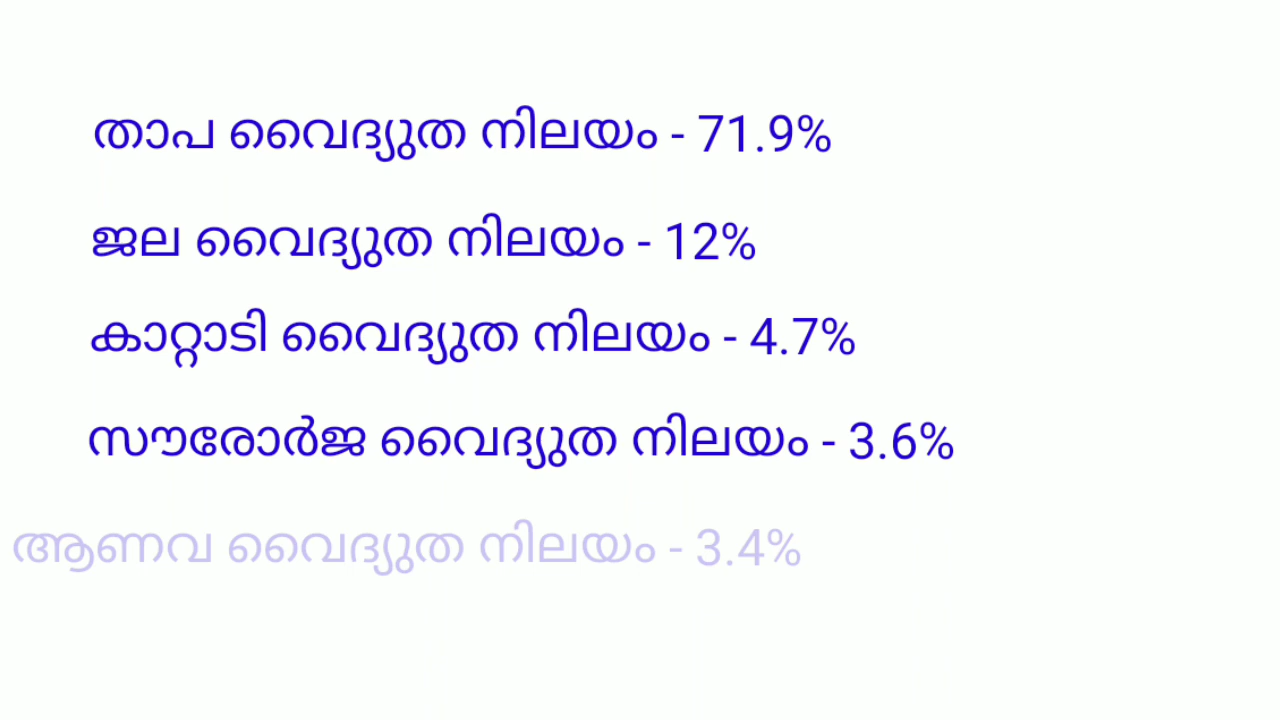 താപ വൈദ്യുത നിലയം - 71.9%
ജല വൈദ്യുത നിലയം - 12%
കാറ്റാടി വൈദ്യുത നിലയം - 4.7%
സൗരോർജ വൈദ്യുത നിലയം - 3.6%
ആണവ വൈദ്യുത നിലയം - 3.4%